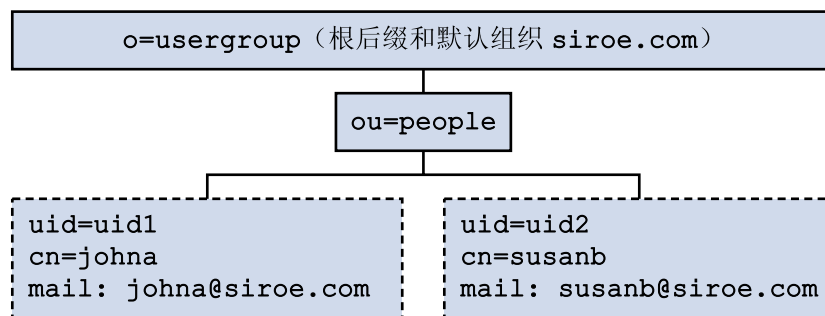 o=usergroup（根后缀和默认组织 siroe.com）
ou=people
uid=uid1
cn=johna
mail: johna@siroe.com
uid=uid2
cn=susanb
mail: susanb@siroe.com